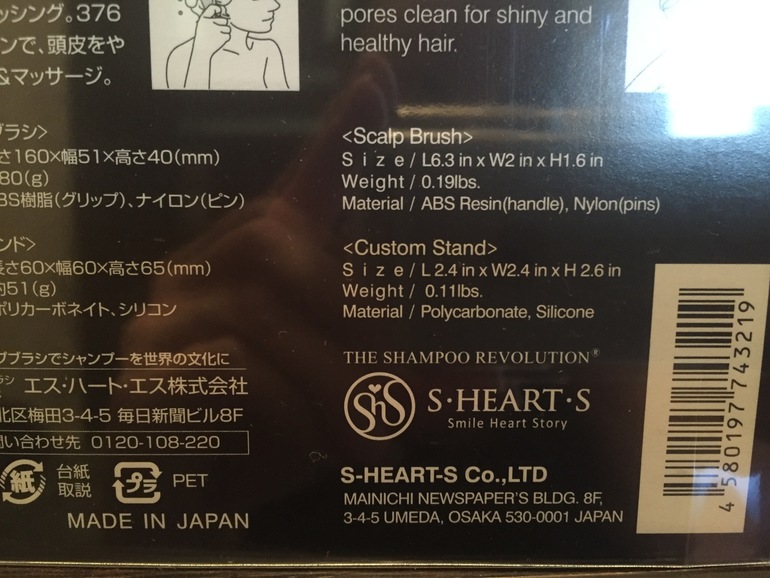 ッシング。376
ンで、頭皮をや
&マッサージ。
ブラシ>
さ160×幅51×高さ40(mm)
80(g)
BS樹脂(グリップ)、ナイロン(ピン)
ンド>
長さ60×幅60×高さ65(mm)
約51(g)
ポリカーボネイト、シリコン
プブラシでシャンプーを世界の文化に
エス・ハート・エス株式会社
北区梅田3-4-5 毎日新聞ビル8F
問い合わせ先 0120-108-220
紙
台紙
取説
プラ
PET
MADE IN JAPAN
pores clean for shiny and
healthy hair.
<Scalp Brush>
Size / L6.3 in x W2 in x H1.6 in
Weight / 0.19lbs.
Material / ABS Resin(handle), Nylon(pins)
<Custom Stand>
Size / L 2.4 in x W2.4 in x H 2.6 in
Weight / 0.11lbs.
Material / Polycarbonate, Silicone
THE SHAMPOO REVOLUTION®
S·HEART·S
Smile Heart Story
S-HEART-S Co.,LTD
MAINICHI NEWSPAPER'S BLDG. 8F,
3-4-5 UMEDA, OSAKA 530-0001 JAPAN
4 580197 743219